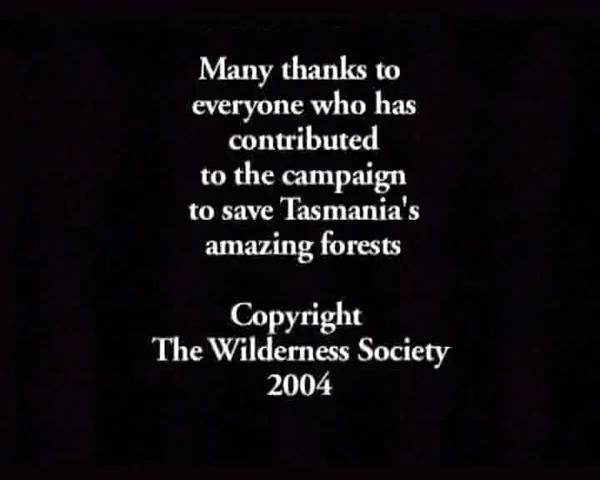 Many thanks to
everyone who has
contributed
to the campaign
to save Tasmania's
amazing forests
Copyright
The Wilderness Society
2004